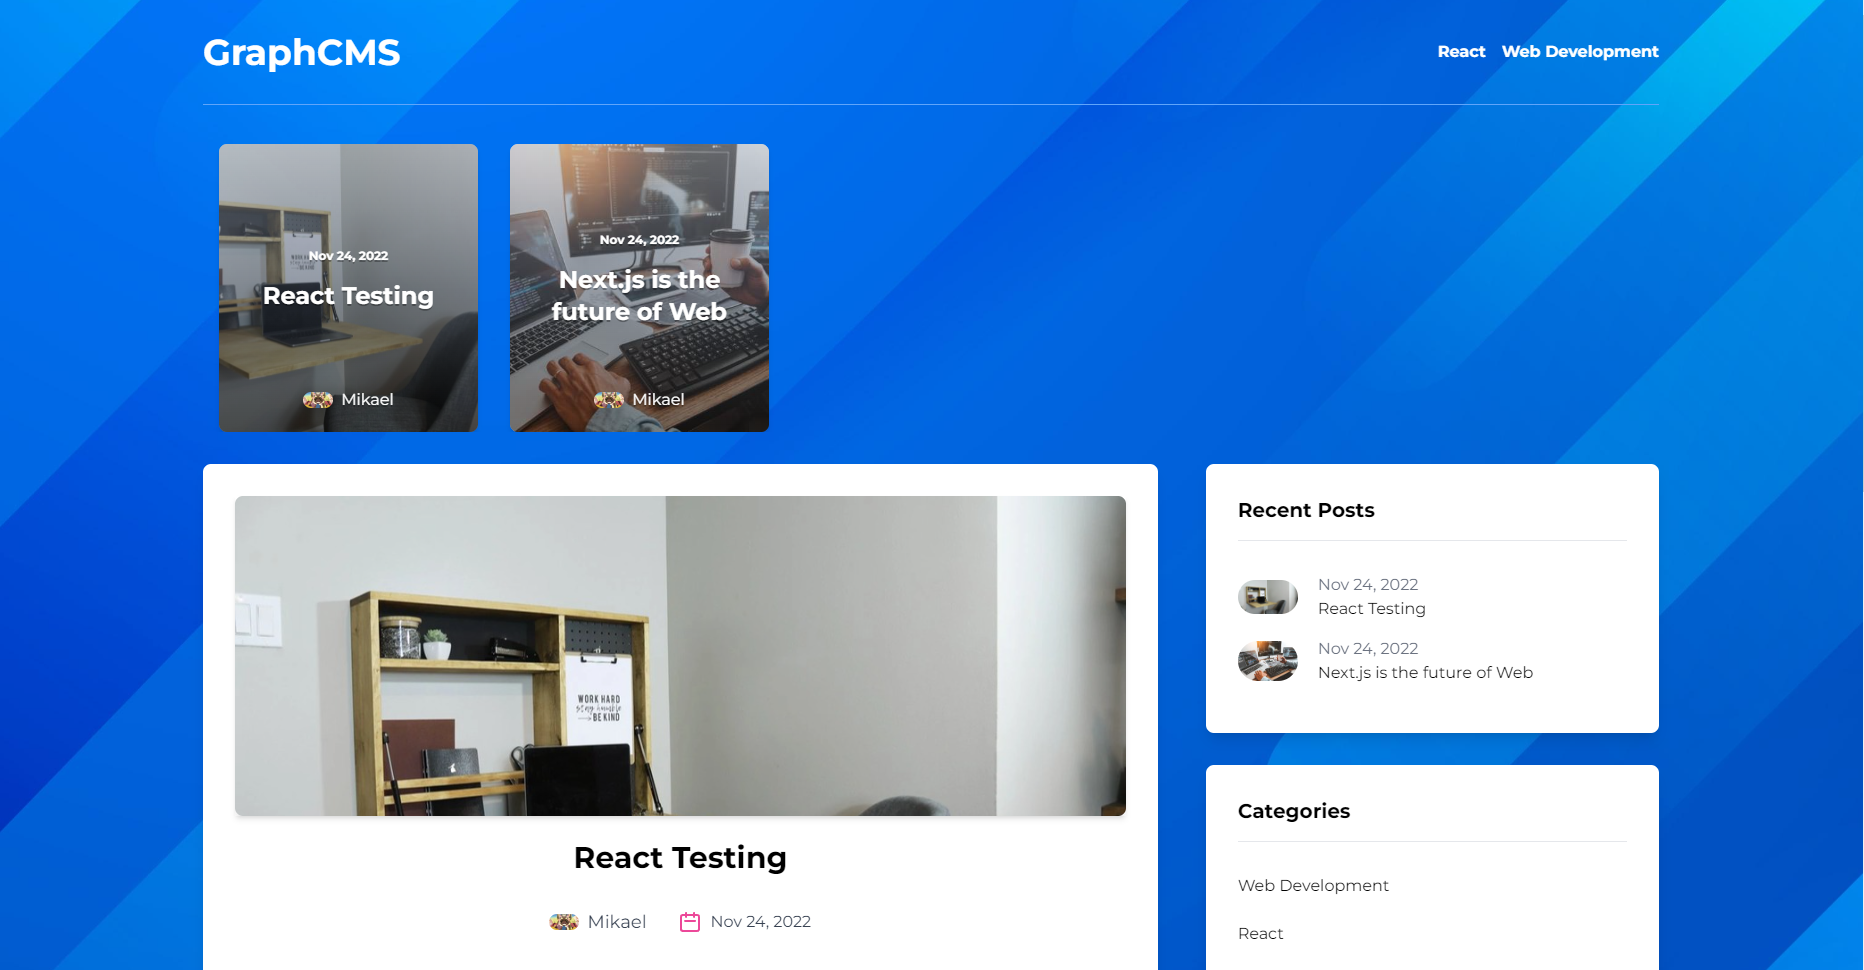 GraphCMS
React Web Development
Nov 24, 2022
React Testing
Mikael
Nov 24, 2022
Next.js is the
future of Web
Mikael
WORK HARD
stay humble
BE KIND
React Testing
Mikael
Nov 24, 2022
Recent Posts
Nov 24, 2022
React Testing
Nov 24, 2022
Next.js is the future of Web
Categories
Web Development
React